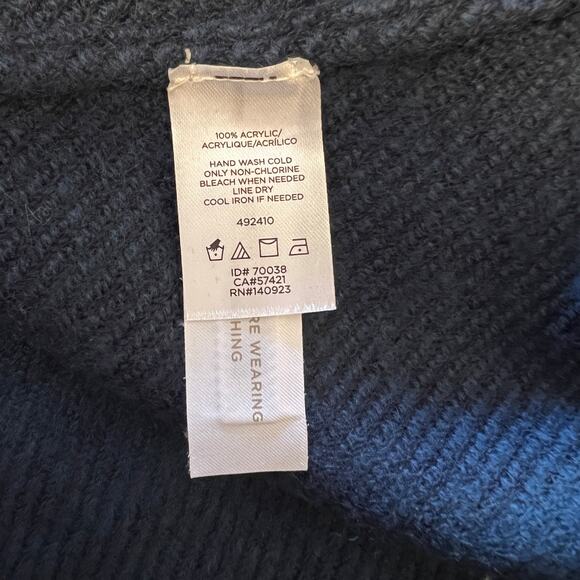 100% ACRYLIC/
ACRYLIQUE/ACRÍLICO
HAND WASH COLD
ONLY NON-CHLORINE
BLEACH WHEN NEEDED
LINE DRY
COOL IRON IF NEEDED
492410
ID# 70038
CA#57421
RN#140923
RE WEARING
HING